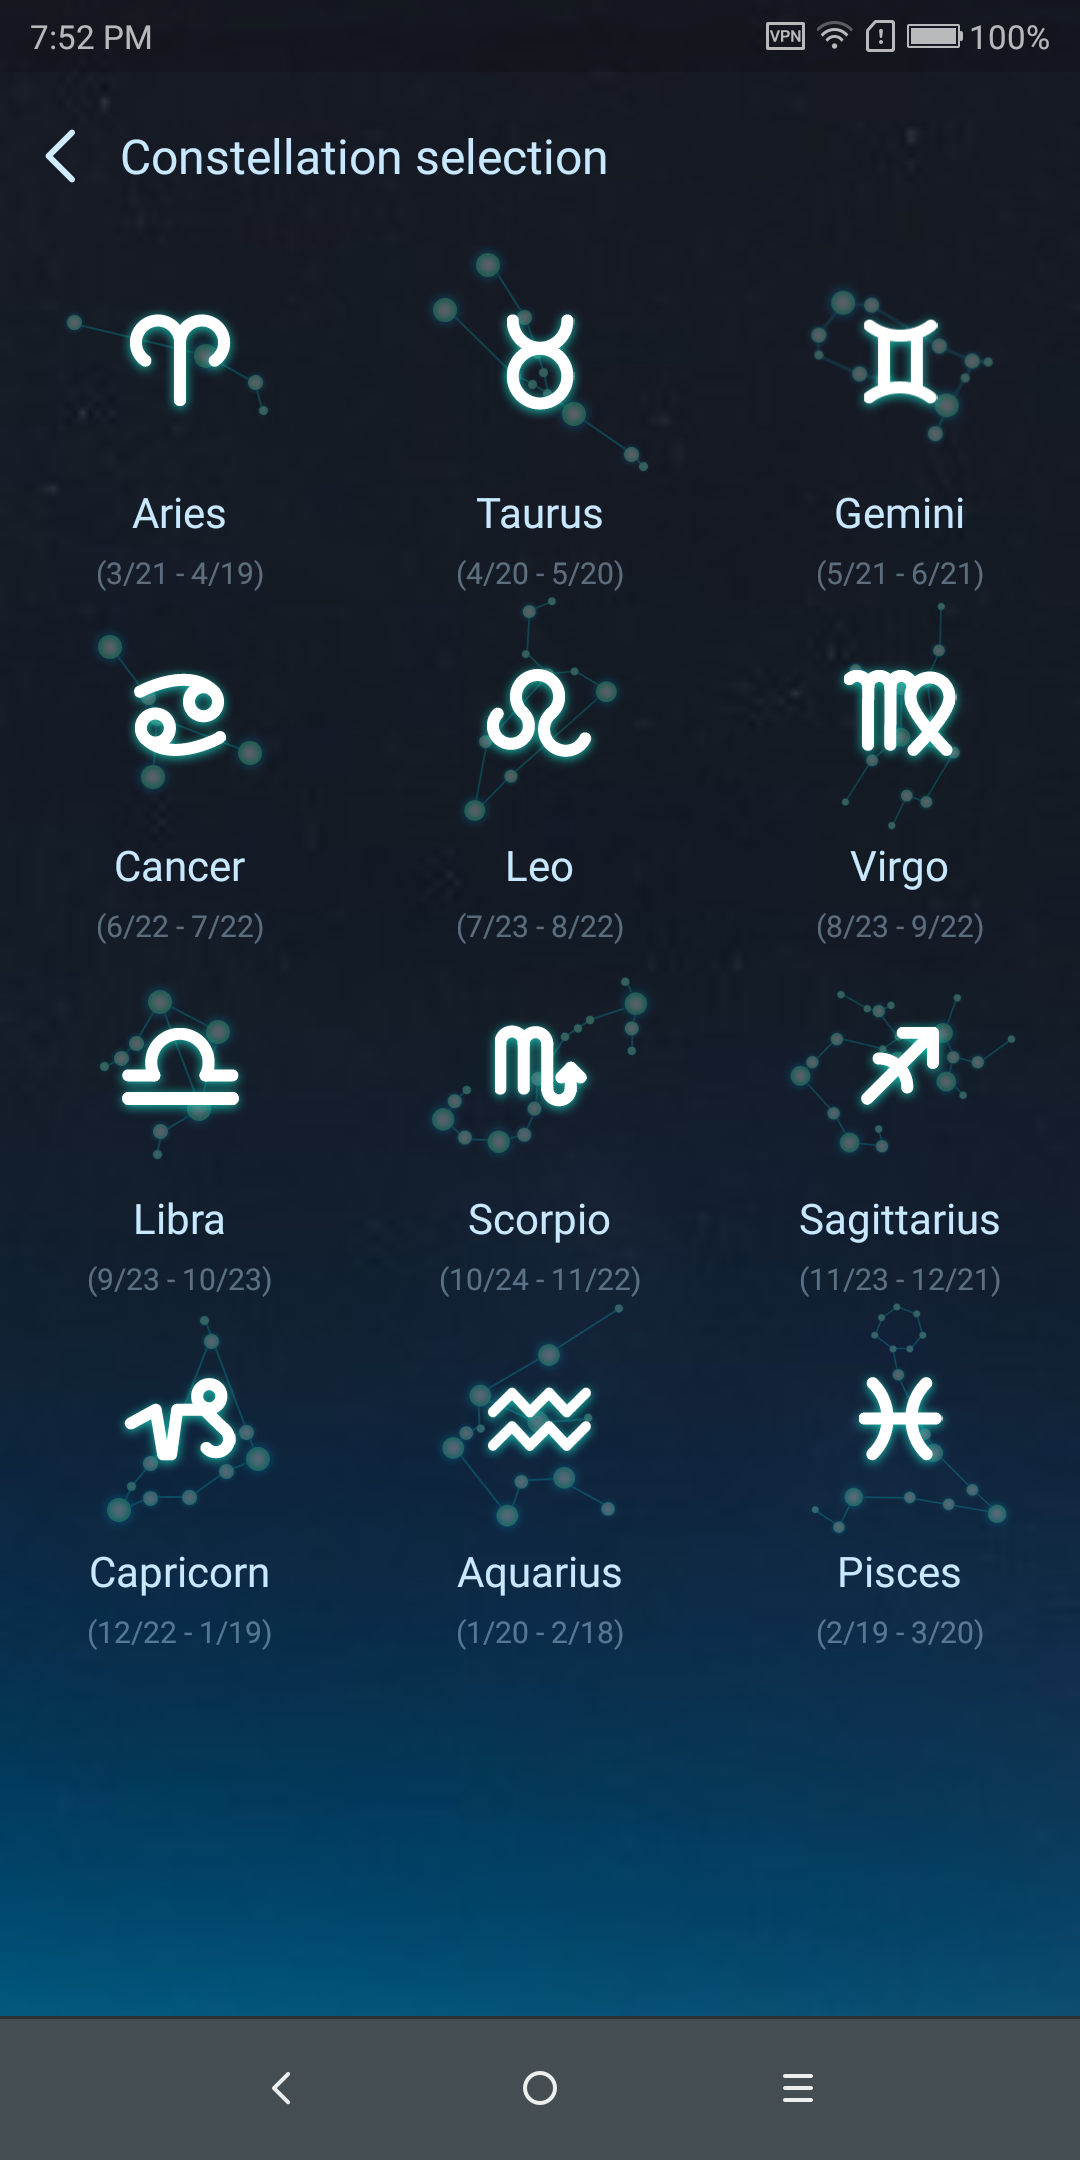 7:52 PM VPN 100%
Constellation selection
Aries Taurus Gemini
(3/21 - 4/19) (4/20 - 5/20) (5/21 - 6/21)
Cancer Leo Virgo
(6/22 - 7/22) (7/23 - 8/22) (8/23 - 9/22)
Libra Scorpio Sagittarius
(9/23 - 10/23) (10/24 - 11/22) (11/23 - 12/21)
Capricorn Aquarius Pisces
(12/22 - 1/19) (1/20 - 2/18) (2/19 - 3/20)